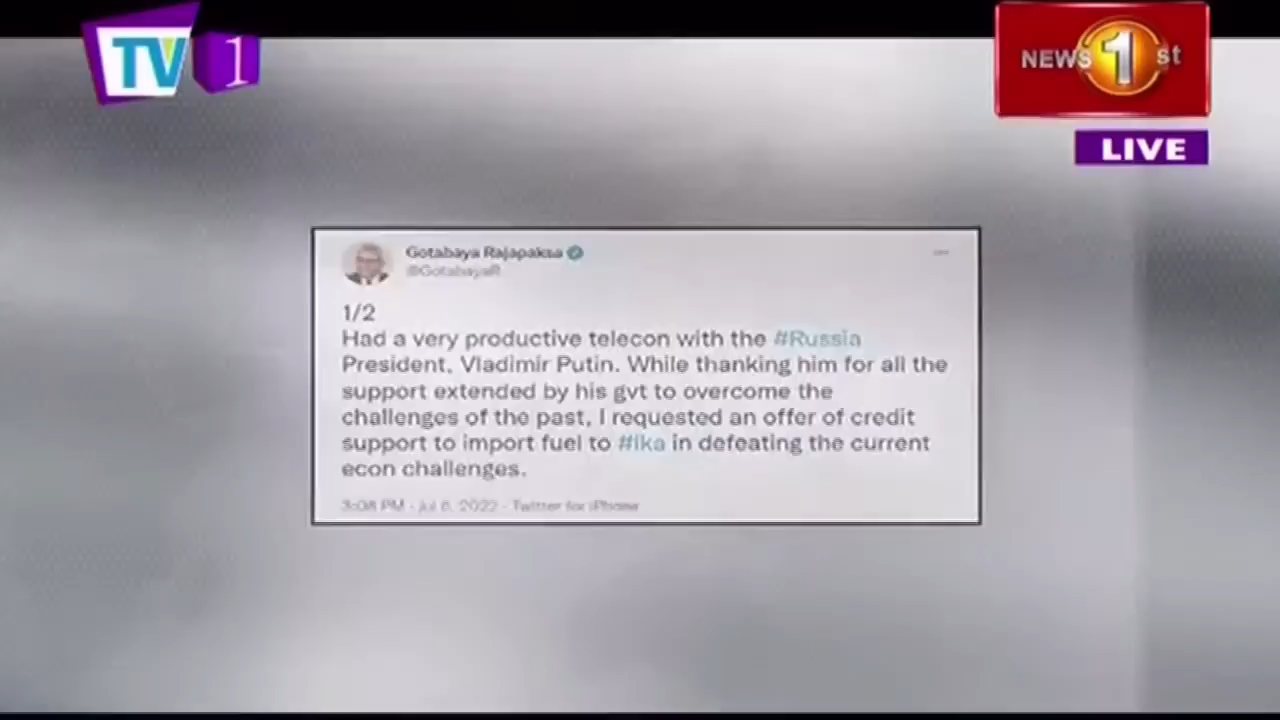 TV 1
NEWS 1st
LIVE
Gotabaya Rajapaksa
@GotabayaR
1/2
Had a very productive telecon with the #Russia
President, Vladimir Putin. While thanking him for all the
support extended by his gvt to overcome the
challenges of the past, I requested an offer of credit
support to import fuel to #lka in defeating the current
econ challenges.
3:08 PM · Jul 6, 2022 · Twitter for iPhone